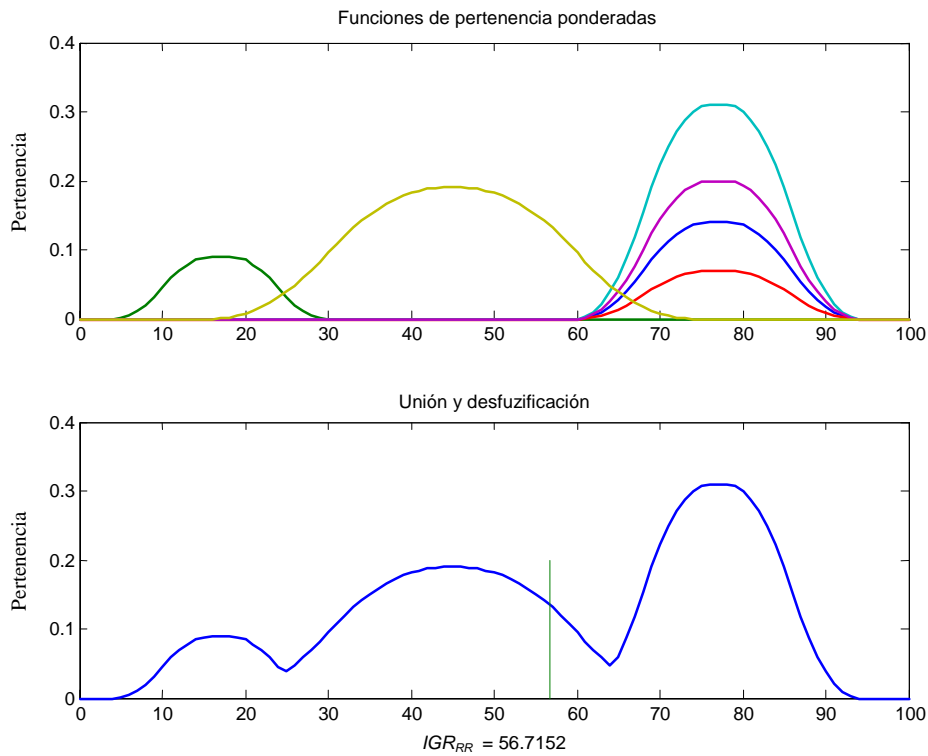 Funciones de pertenencia ponderadas
0.4
0.3
0.2
0.1
0
Pertenencia
0 10 20 30 40 50 60 70 80 90 100
Unión y desfuzificación
0.4
0.3
0.2
0.1
0
Pertenencia
0 10 20 30 40 50 60 70 80 90 100
IGR_RR = 56.7152